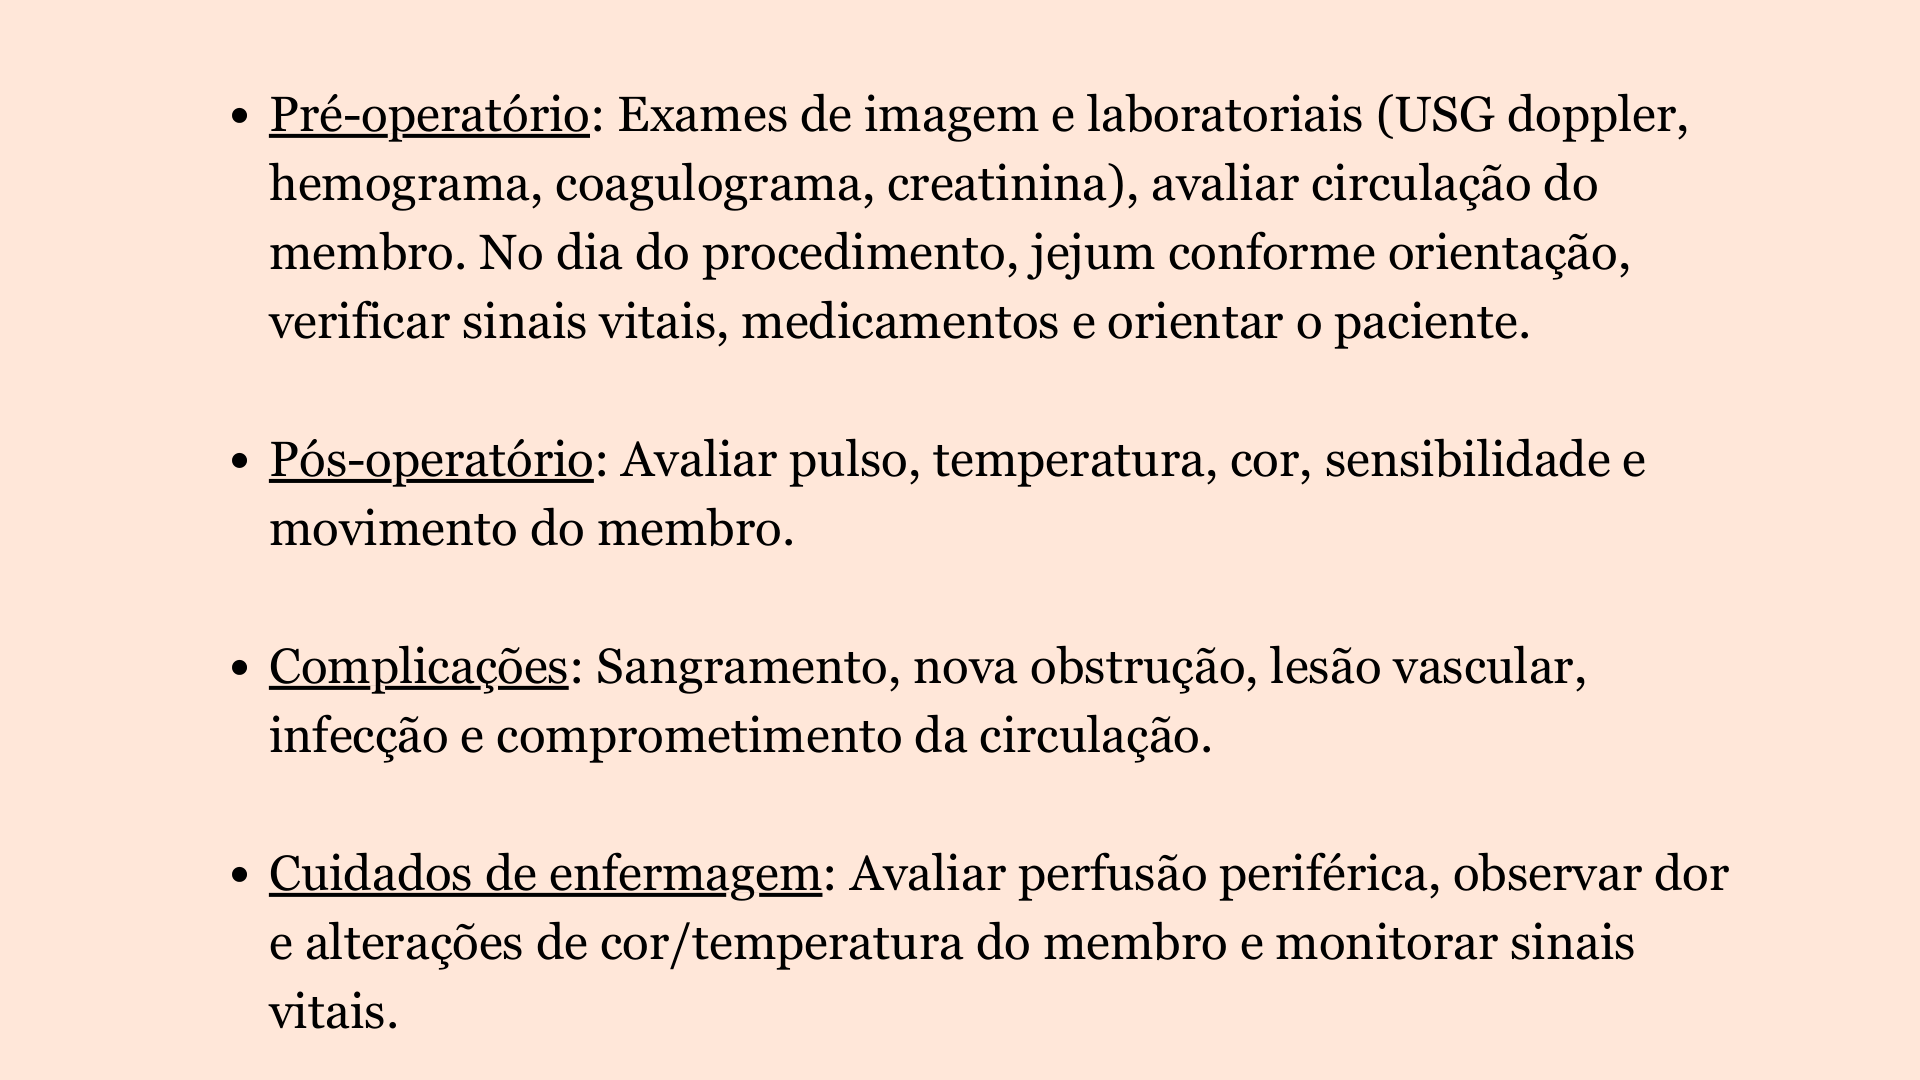 • Pré-operatório: Exames de imagem e laboratoriais (USG doppler,
hemograma, coagulograma, creatinina), avaliar circulação do
membro. No dia do procedimento, jejum conforme orientação,
verificar sinais vitais, medicamentos e orientar o paciente.
• Pós-operatório: Avaliar pulso, temperatura, cor, sensibilidade e
movimento do membro.
• Complicações: Sangramento, nova obstrução, lesão vascular,
infecção e comprometimento da circulação.
• Cuidados de enfermagem: Avaliar perfusão periférica, observar dor
e alterações de cor/temperatura do membro e monitorar sinais
vitais.